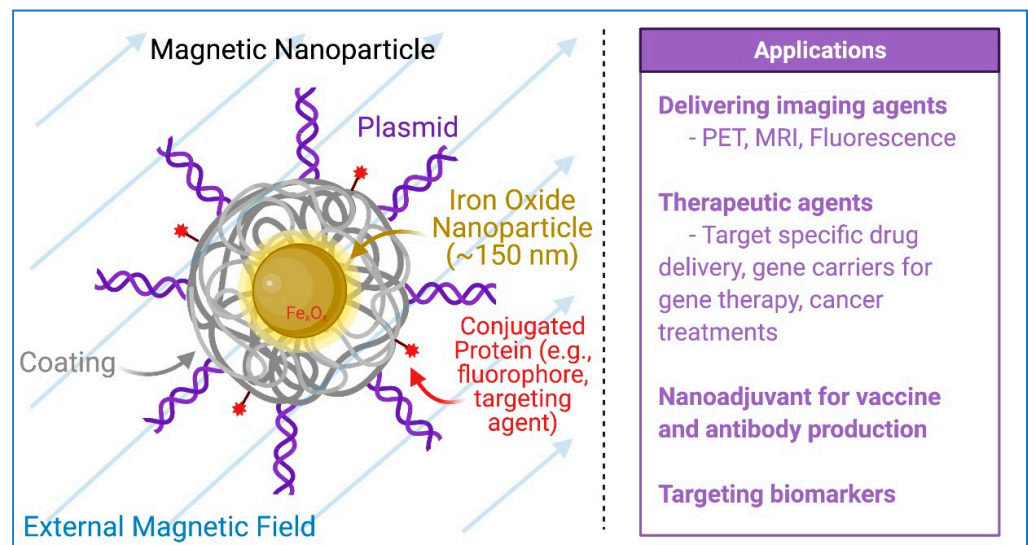 Magnetic Nanoparticle
Plasmid
Iron Oxide
Nanoparticle
(~150 nm)
FeₓOₓ
Conjugated
Protein (e.g.,
fluorophore,
targeting
agent)
Coating
External Magnetic Field
Applications
Delivering imaging agents
- PET, MRI, Fluorescence
Therapeutic agents
- Target specific drug
delivery, gene carriers for
gene therapy, cancer
treatments
Nanoadjuvant for vaccine
and antibody production
Targeting biomarkers